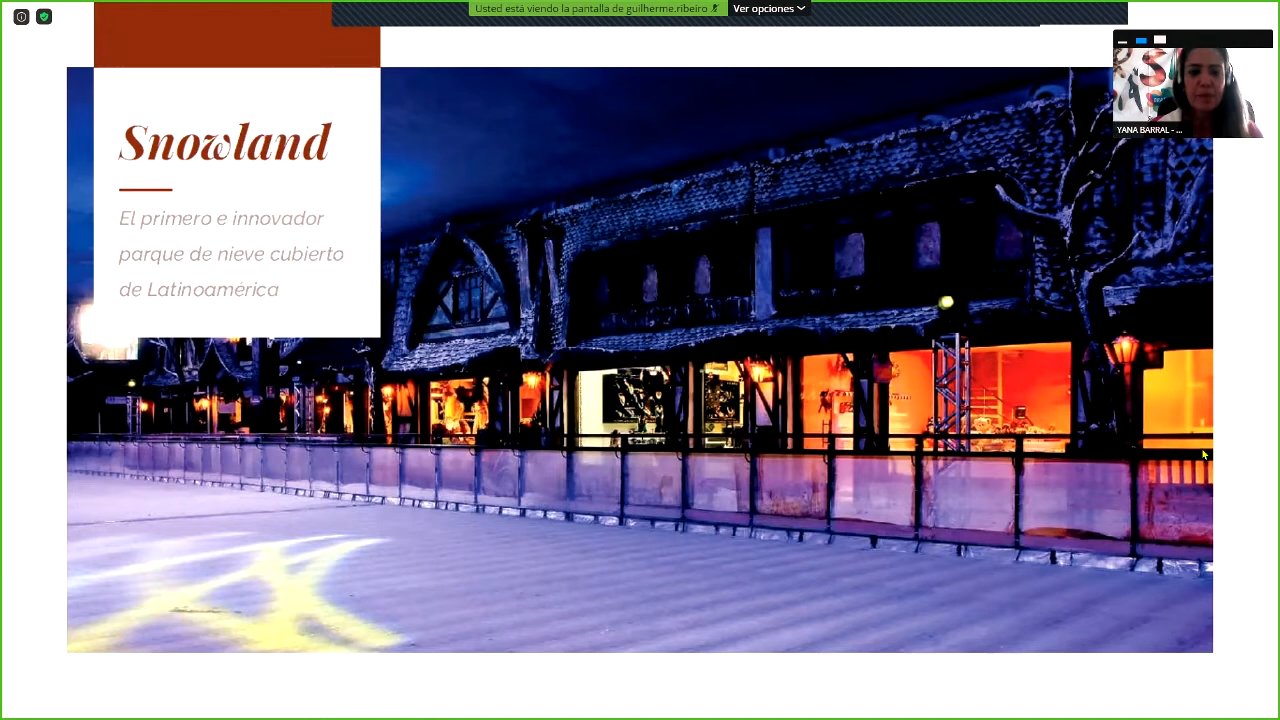 Usted está viendo la pantalla de guilherme.ribeiro
Ver opciones
YANA BARRAL - ...
Snowland
El primero e innovador
parque de nieve cubierto
de Latinoamérica